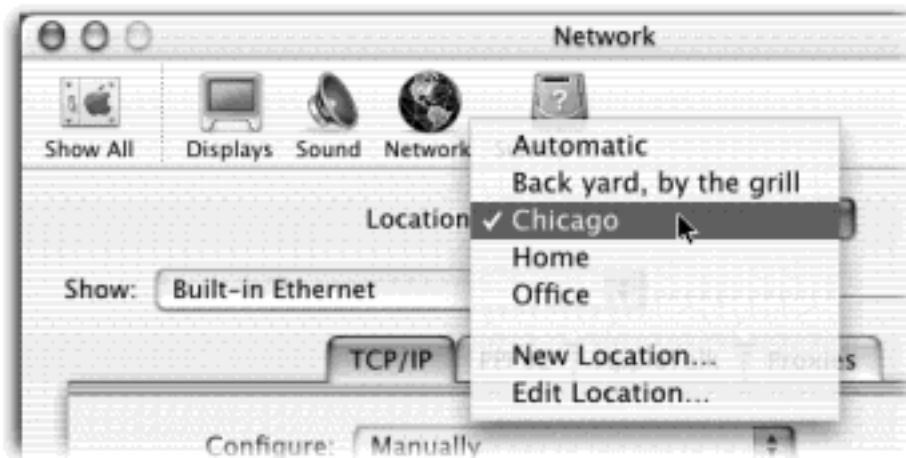 Network
Show All
Displays
Sound
Network
Location
Automatic
Back yard, by the grill
✓ Chicago
Home
Office
New Location...
Edit Location...
Show: Built-in Ethernet
TCP/IP
Proxies
Configure: Manually